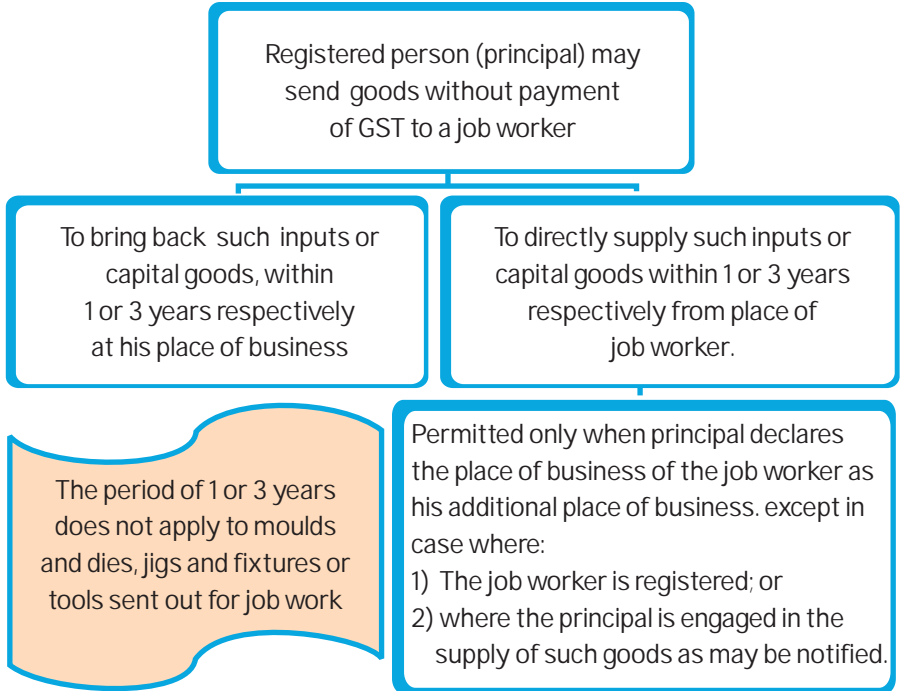 Registered person (principal) may
send goods without payment
of GST to a job worker
To bring back such inputs or
capital goods, within
1 or 3 years respectively
at his place of business
To directly supply such inputs or
capital goods within 1 or 3 years
respectively from place of
job worker.
The period of 1 or 3 years
does not apply to moulds
and dies, jigs and fixtures or
tools sent out for job work
Permitted only when principal declares
the place of business of the job worker as
his additional place of business. except in
case where:
1) The job worker is registered; or
2) where the principal is engaged in the
supply of such goods as may be notified.